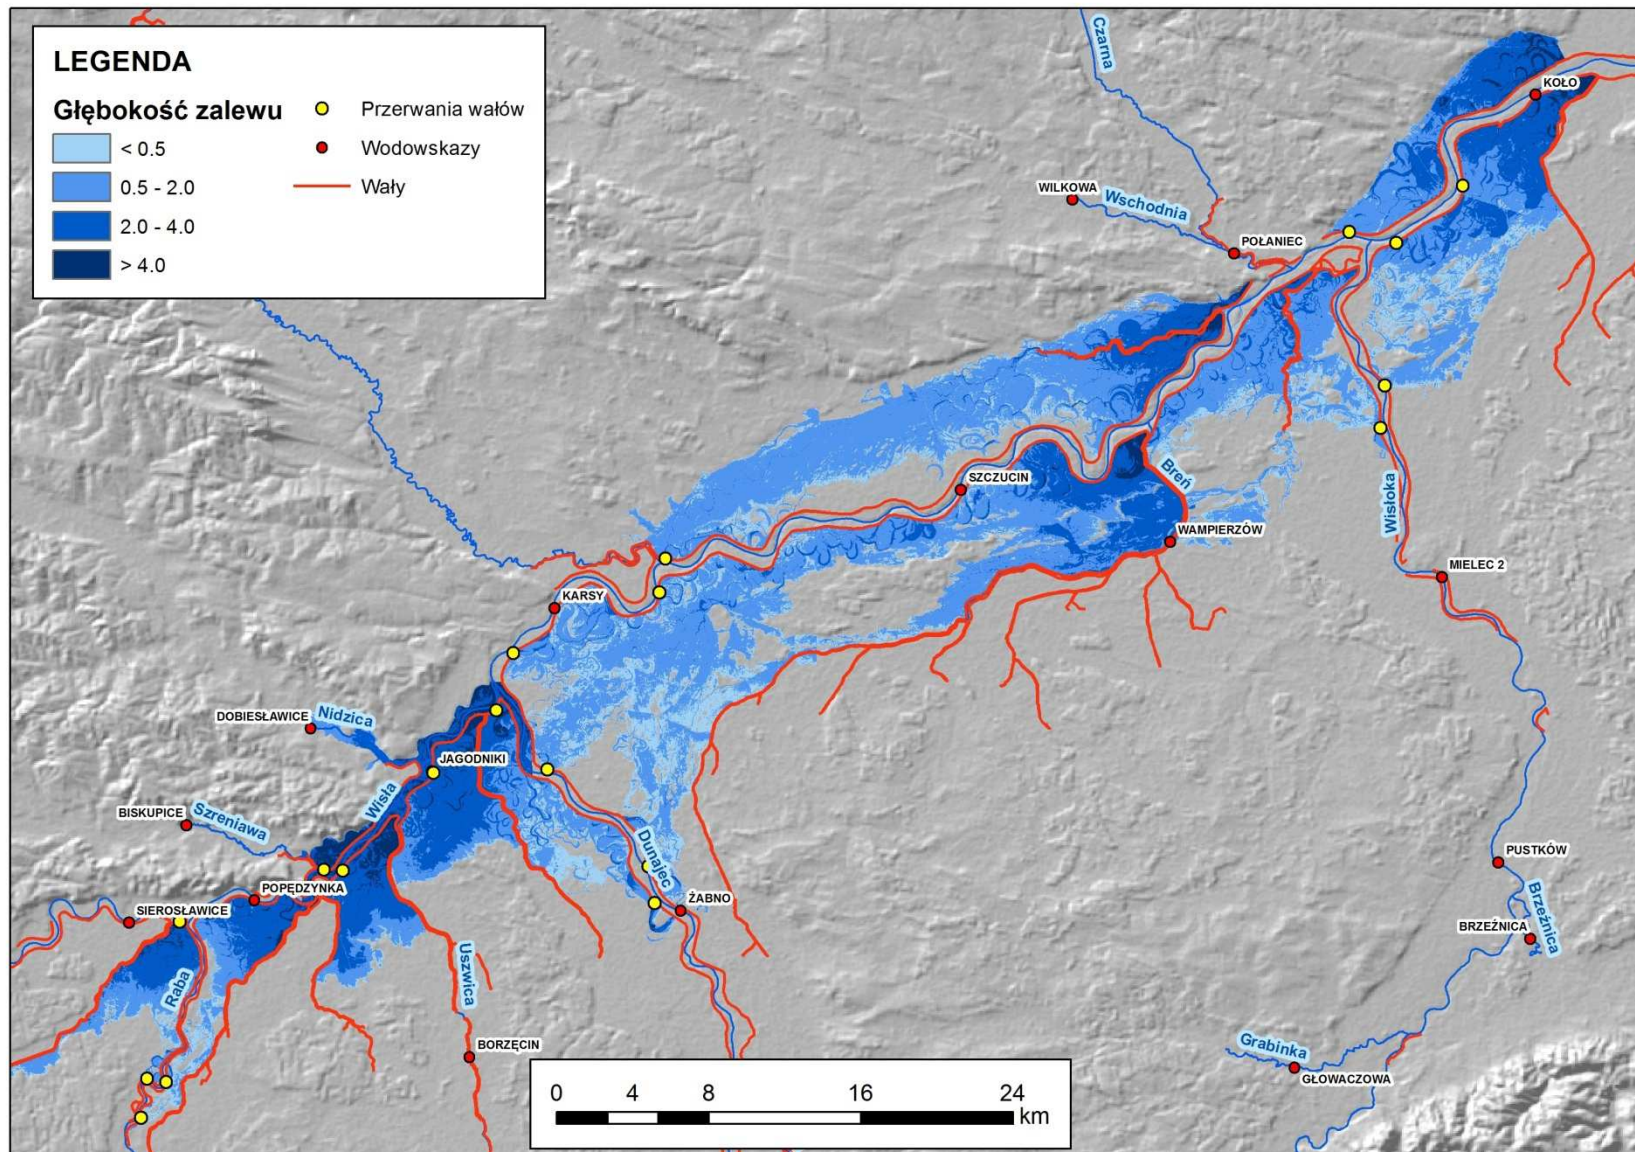 LEGENDA
Głębokość zalewu
< 0.5
0.5 - 2.0
2.0 - 4.0
> 4.0
Przerwania wałów
Wodowskazy
Wały
Czarna
KOŁO
WILKOWA
Wschodnia
POŁANIEC
SZCZUCIN
Breń
WAMPIERZÓW
Wisłoka
MIELEC 2
KARSY
DOBIESŁAWICE
Nidzica
JAGODNIKI
Wisła
BISKUPICE
Szreniawa
POPĘDZYNKA
SIEROSŁAWICE
Raba
Uszwica
BORZĘCIN
Dunajec
ŻABNO
PUSTKÓW
Brzeźnica
BRZEŹNICA
Grabinka
GŁOWACZOWA
0 4 8 16 24
km